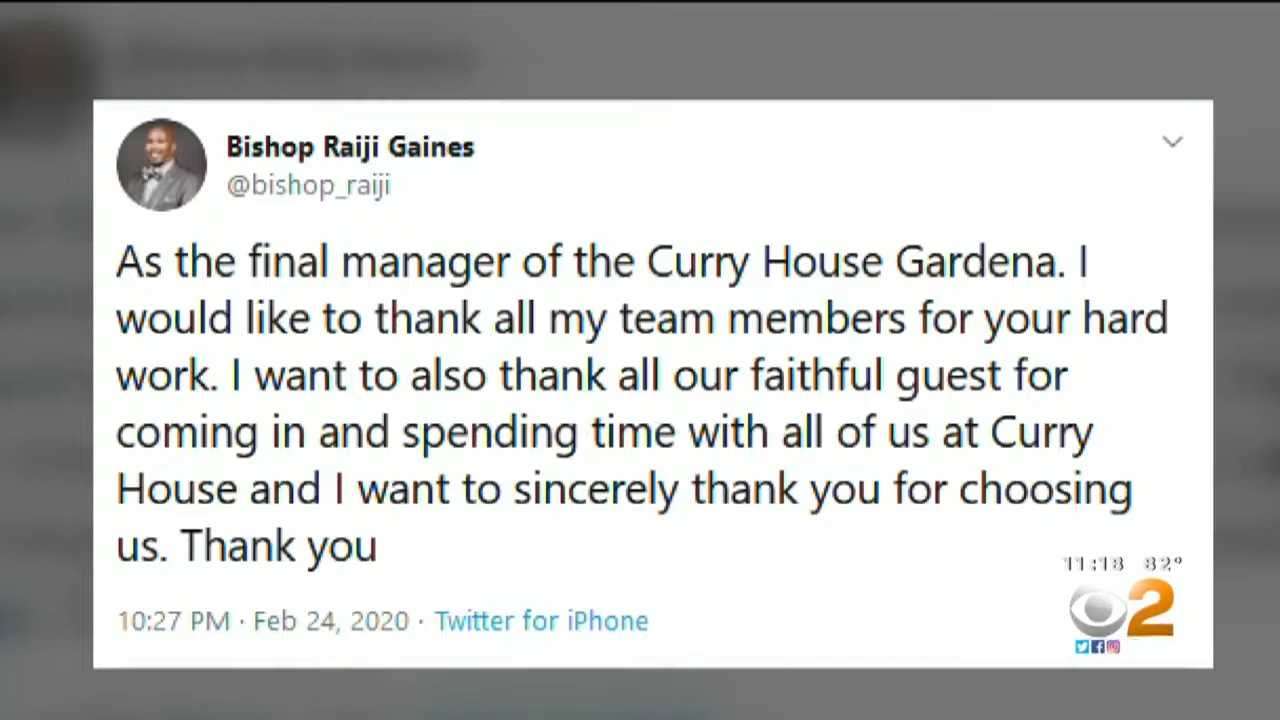 Bishop Raiji Gaines
@bishop_raiji
As the final manager of the Curry House Gardena. I
would like to thank all my team members for your hard
work. I want to also thank all our faithful guest for
coming in and spending time with all of us at Curry
House and I want to sincerely thank you for choosing
us. Thank you
10:27 PM · Feb 24, 2020 · Twitter for iPhone
11:18 82°
2